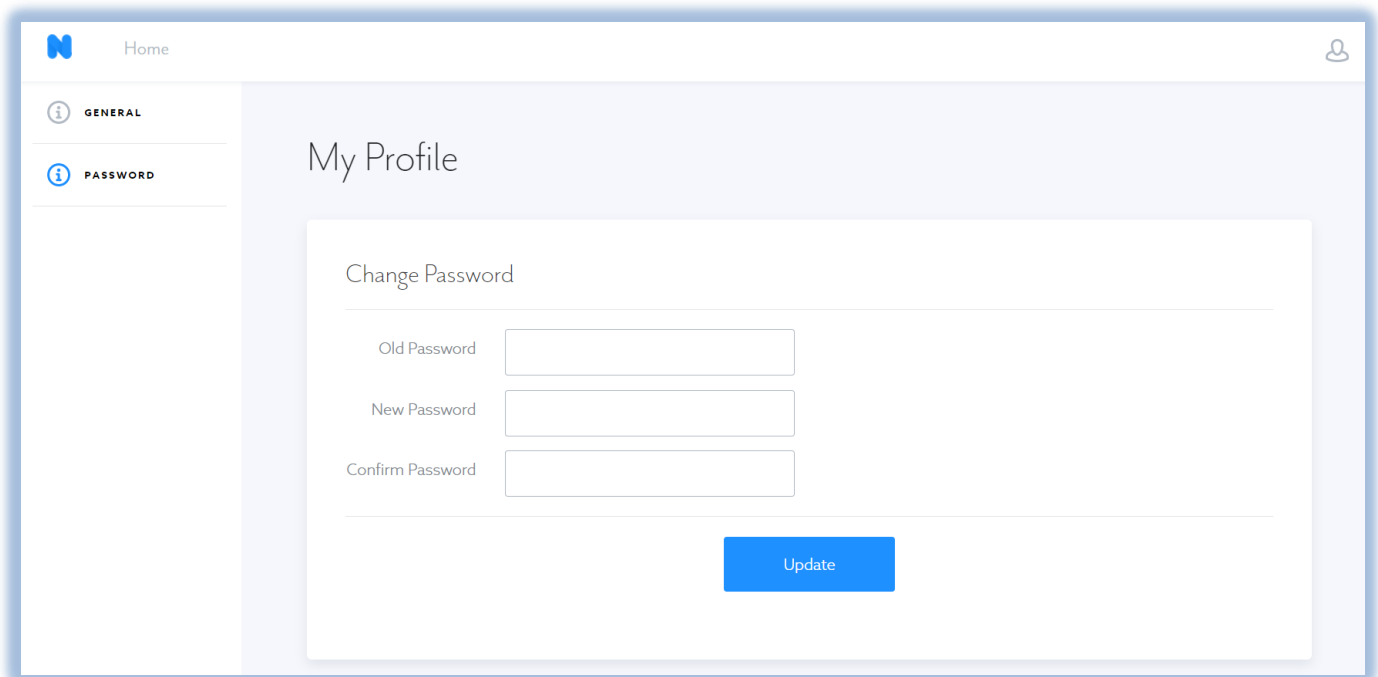 N
Home
GENERAL
PASSWORD
My Profile
Change Password
Old Password
New Password
Confirm Password
Update